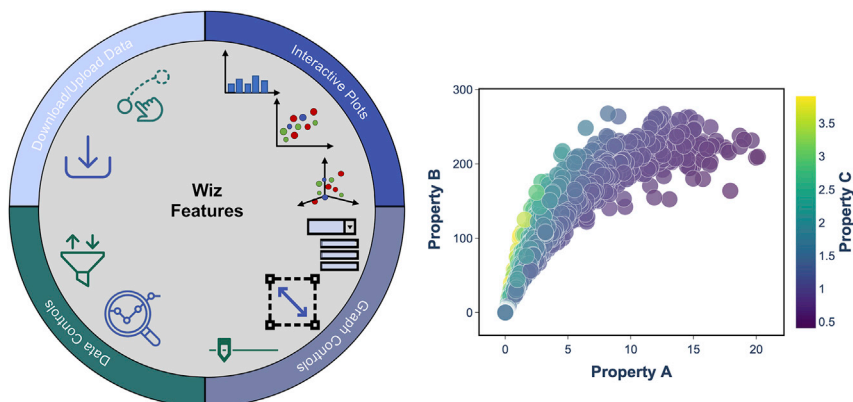 Download/Upload Data
Interactive Plots
Wiz
Features
Data Controls
Graph Controls
300
200
100
0
Property B
0
5
10
15
20
Property A
3.5
3
2.5
2
1.5
1
0.5
Property C